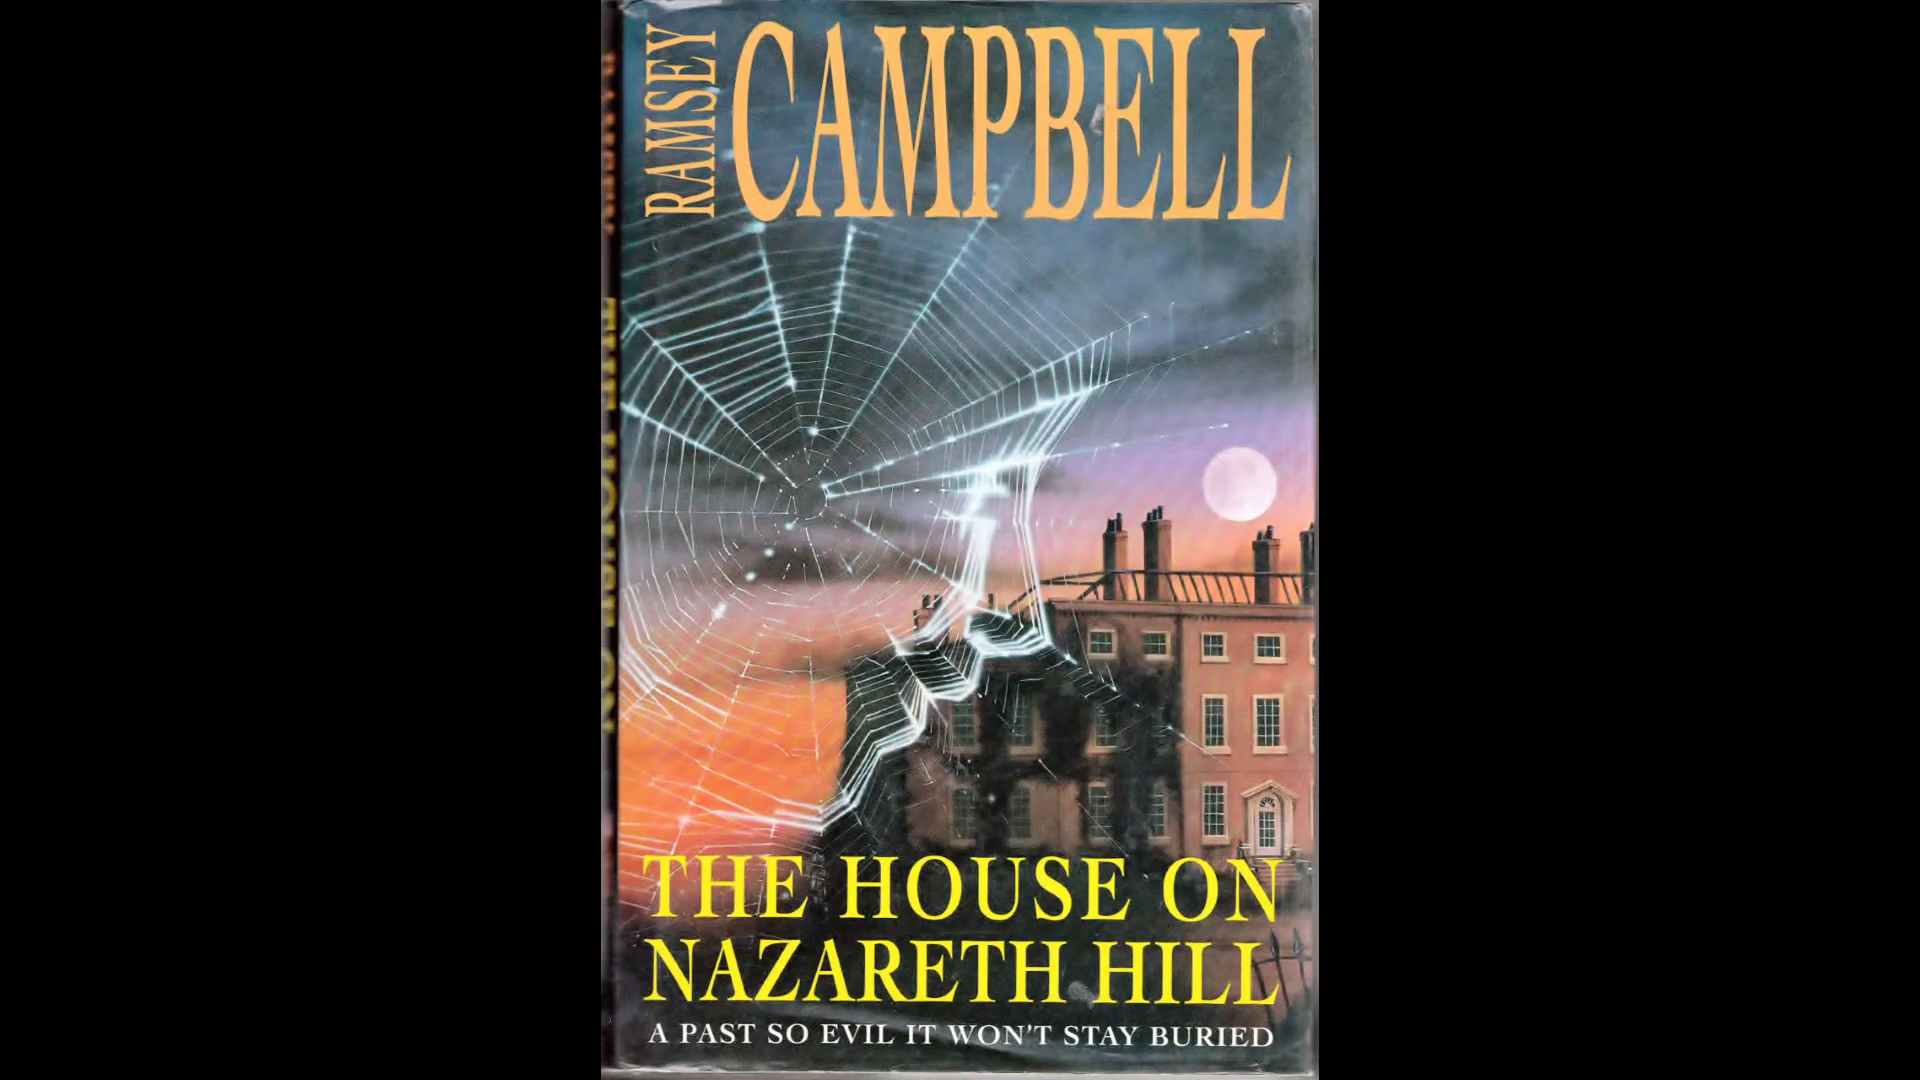 RAMSEY
CAMPBELL
THE HOUSE ON
NAZARETH HILL
A PAST SO EVIL IT WON'T STAY BURIED